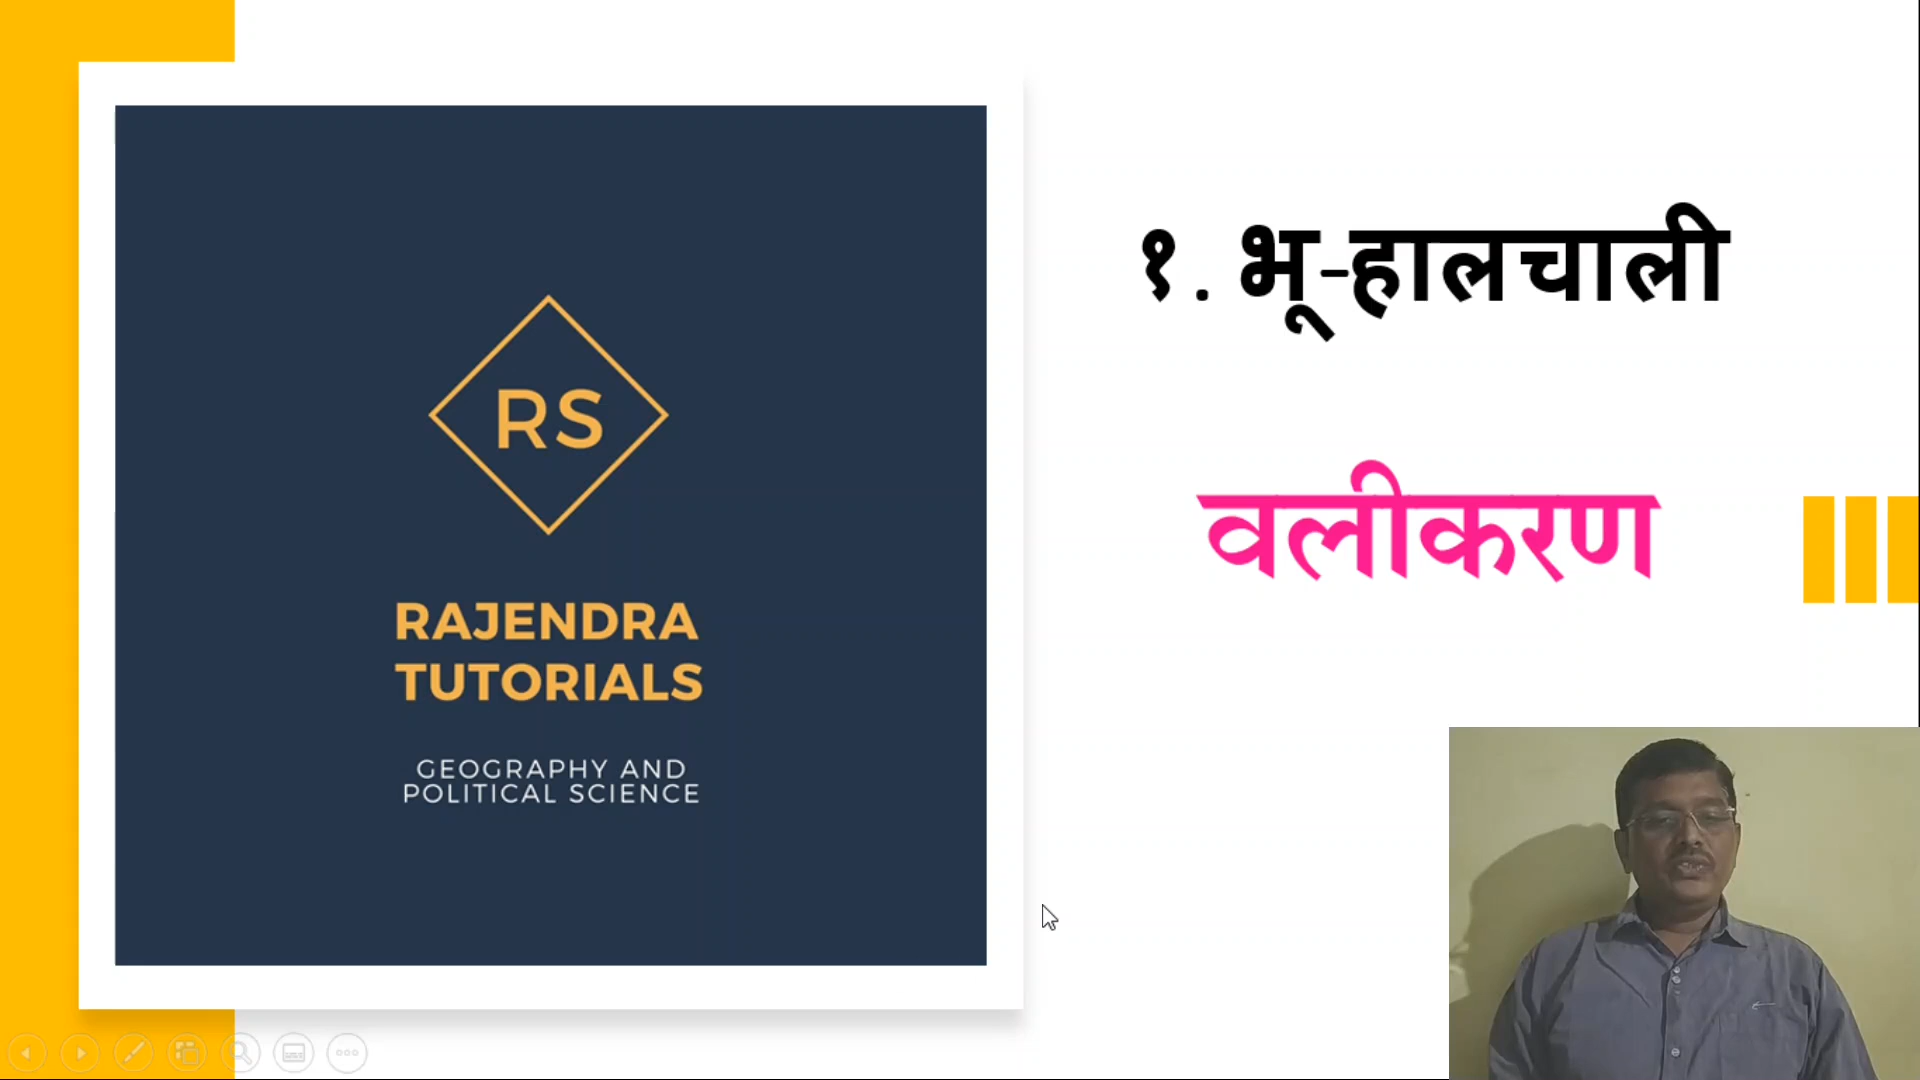 RS
RAJENDRA
TUTORIALS
GEOGRAPHY AND
POLITICAL SCIENCE
१. भू-हालचाली
वलीकरण